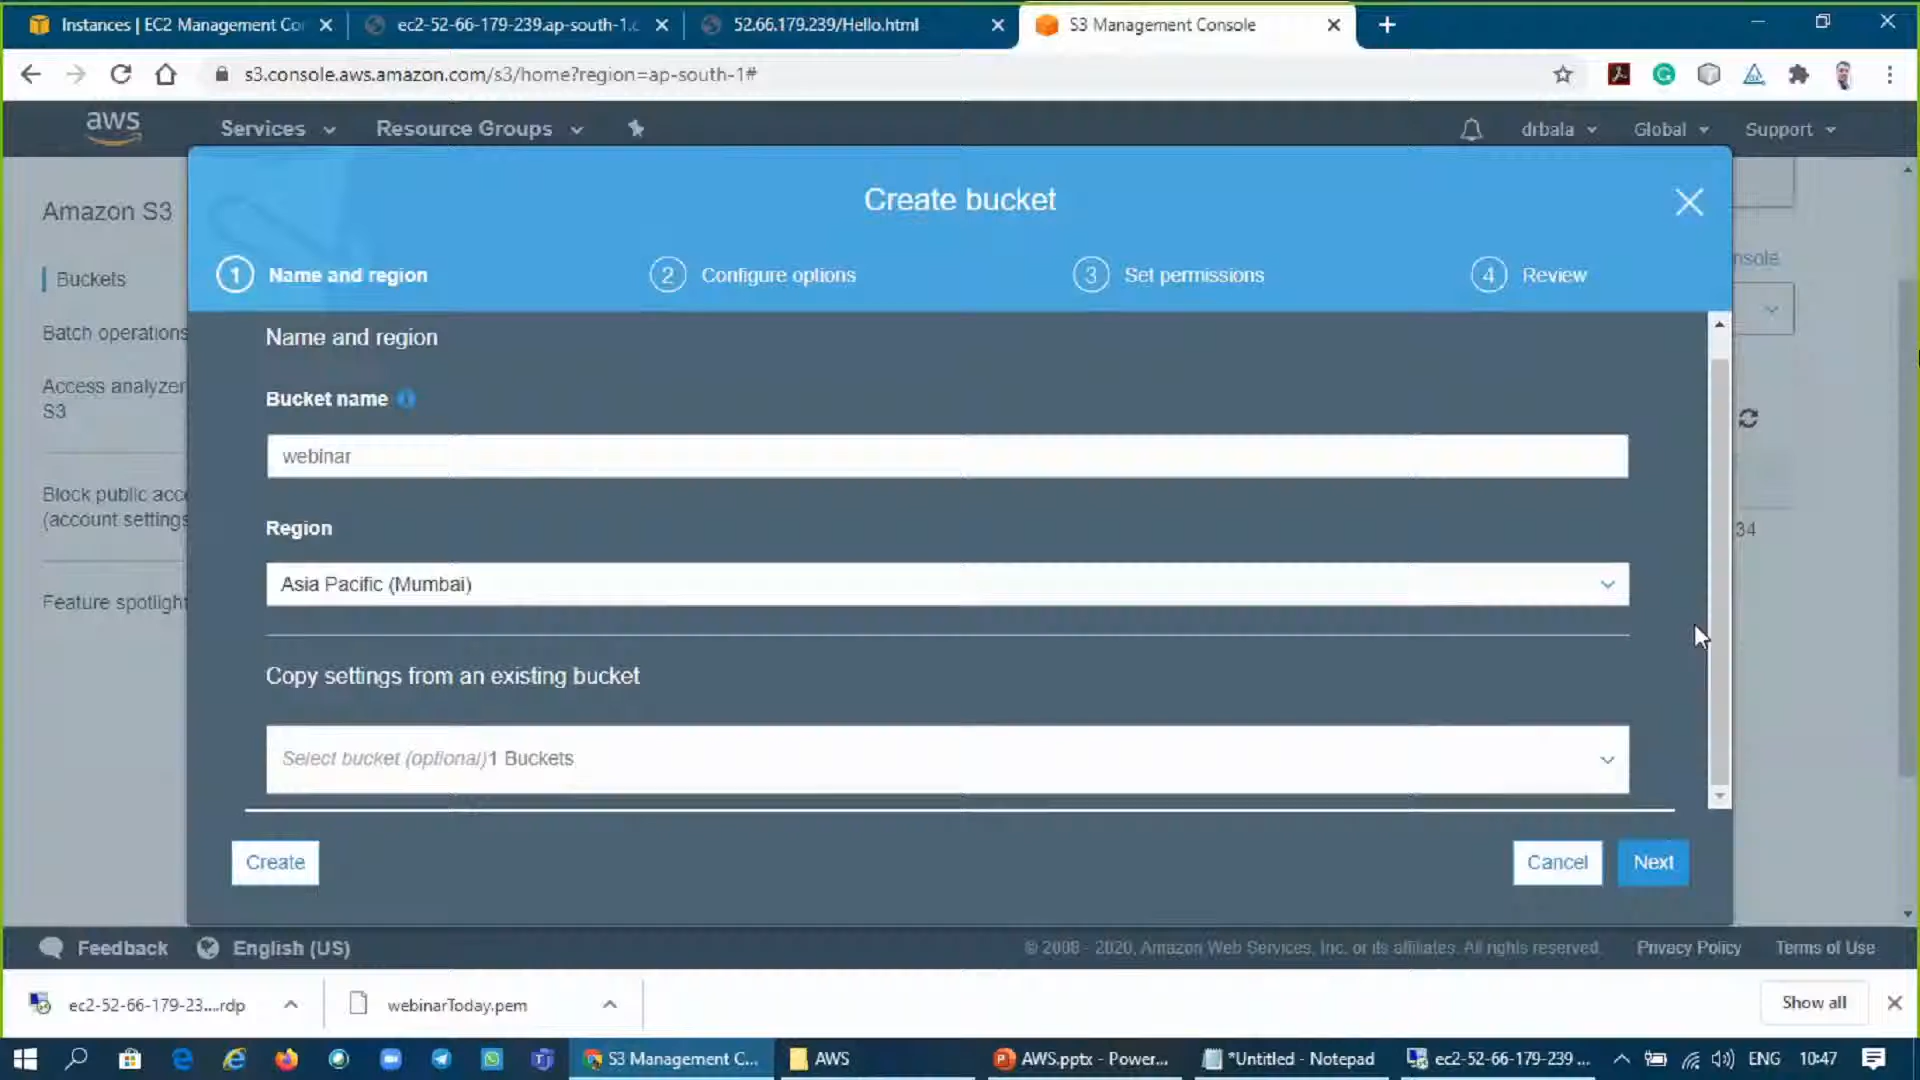 Instances | EC2 Management Co
ec2-52-66-179-239.ap-south-1.c
52.66.179.239/Hello.html
S3 Management Console
s3.console.aws.amazon.com/s3/home?region=ap-south-1#
aws
Services
Resource Groups
drbala
Global
Support
Create bucket
Amazon S3
1 Name and region
2 Configure options
3 Set permissions
4 Review
Buckets
nsole
Batch operations
Name and region
Access analyzer
S3
Bucket name
webinar
Block public acc
(account settings
Region
34
Asia Pacific (Mumbai)
Feature spotlight
Copy settings from an existing bucket
Select bucket (optional)1 Buckets
Create
Cancel
Next
Feedback
English (US)
© 2008 - 2020, Amazon Web Services, Inc. or its affiliates. All rights reserved.
Privacy Policy
Terms of Use
ec2-52-66-179-23....rdp
webinarToday.pem
Show all
S3 Management C...
AWS
AWS.pptx - Power...
*Untitled - Notepad
ec2-52-66-179-239 ...
ENG
10:47